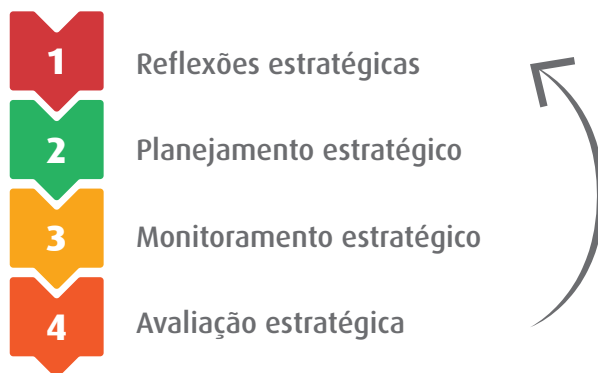 1 Reflexões estratégicas
2 Planejamento estratégico
3 Monitoramento estratégico
4 Avaliação estratégica